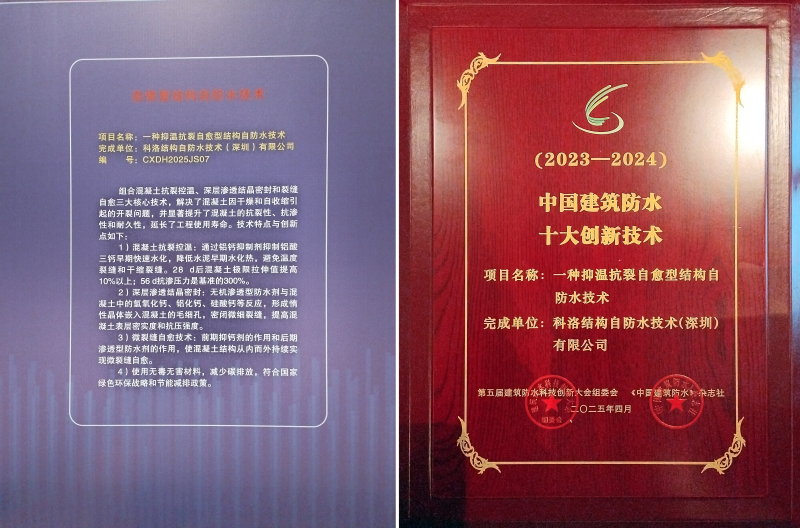 项目名称：一种抑温抗裂自愈型结构自防水技术
完成单位：科洛结构自防水技术（深圳）有限公司
编　　号：CXDH2025JS07
组合混凝土抗裂控温、深层渗透结晶密封和裂缝
自愈三大核心技术，解决了混凝土因干燥和自收缩引
起的开裂问题，并显著提升了混凝土的抗裂性、抗渗
性和耐久性，延长了工程使用寿命。技术特点与创新
点如下：
1）混凝土抗裂控温：通过铝钙抑制剂抑制铝酸
三钙早期快速水化，降低水泥早期水化热，避免温度
裂缝和干缩裂缝。28 d后混凝土极限拉伸值提高
10%以上；56 d抗渗压力是基准的300%。
2）深层渗透结晶密封：无机渗透型防水剂与混
凝土中的氢氧化钙、铝化钙、硅酸钙等反应，形成惰
性晶体嵌入混凝土的毛细孔，密闭微细裂缝，提高混
凝土表层密实度和抗压强度。
3）微裂缝自愈技术：前期抑钙剂的作用和后期
渗透型防水剂的作用，使混凝土结构从内而外持续实
现微裂缝自愈。
4）使用无毒无害材料，减少碳排放，符合国家
绿色环保战略和节能减排政策。
（2023—2024）
中国建筑防水
十大创新技术
项目名称：一种抑温抗裂自愈型结构自
防水技术
完成单位：科洛结构自防水技术（深圳）
有限公司
第五届建筑防水科技创新大会组委会　《中国建筑防水》杂志社
二〇二五年四月